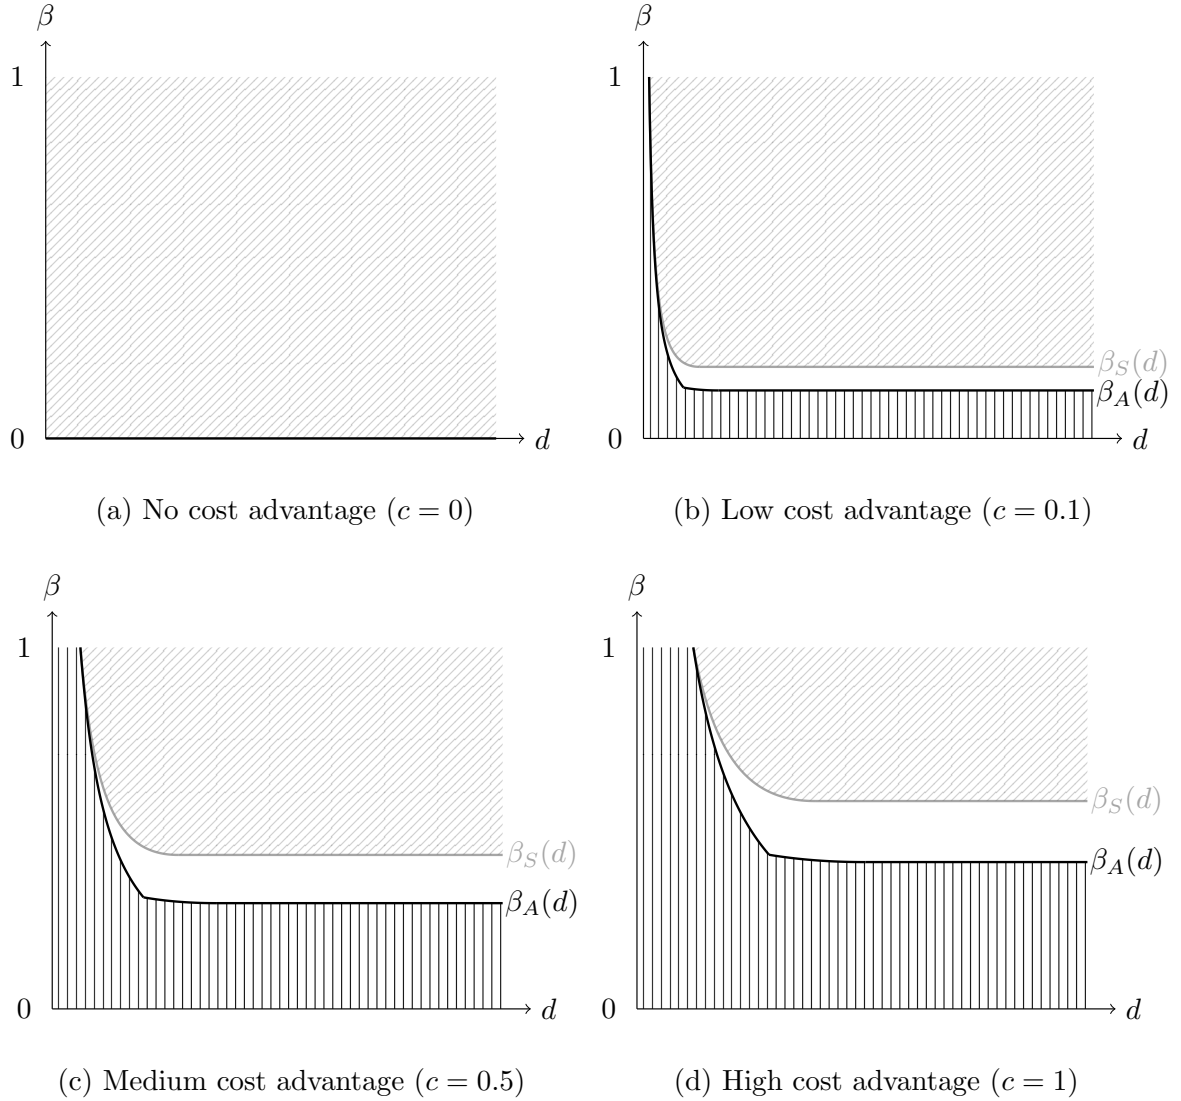 β
1
0
d
(a) No cost advantage (c = 0)
β
1
β_S(d)
β_A(d)
0
d
(b) Low cost advantage (c = 0.1)
β
1
β_S(d)
β_A(d)
0
d
(c) Medium cost advantage (c = 0.5)
β
1
β_S(d)
β_A(d)
0
d
(d) High cost advantage (c = 1)